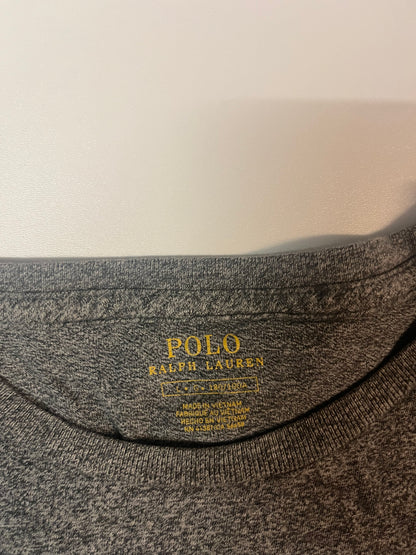 POLO
RALPH LAUREN
MADE IN VIETNAM
FABRIQUÉ AU VIETNAM
HECHO EN VIETNAM